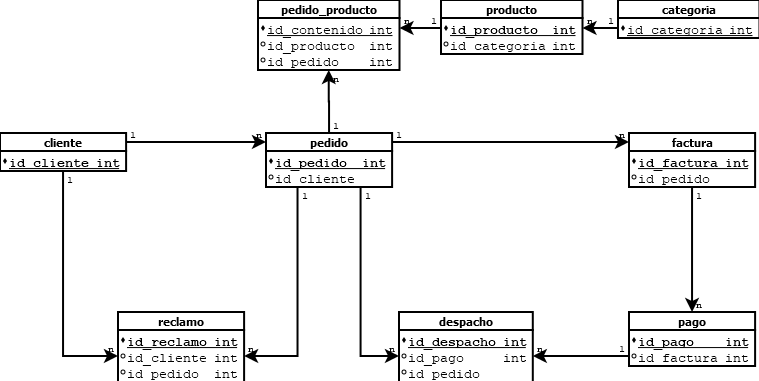 pedido_producto
id_contenido int
id_producto int
id_pedido int
producto
id_producto int
id_categoria int
categoria
id_categoria int
n 1
n 1
n
1
cliente
id_cliente int
1 n
1
pedido
id_pedido int
id_cliente
1 n
1 1
factura
id_factura int
id_pedido
1
n
reclamo
id_reclamo int
id_cliente int
id_pedido int
n n
despacho
id_despacho int
id_pago int
id_pedido
n n 1
pago
id_pago int
id_factura int